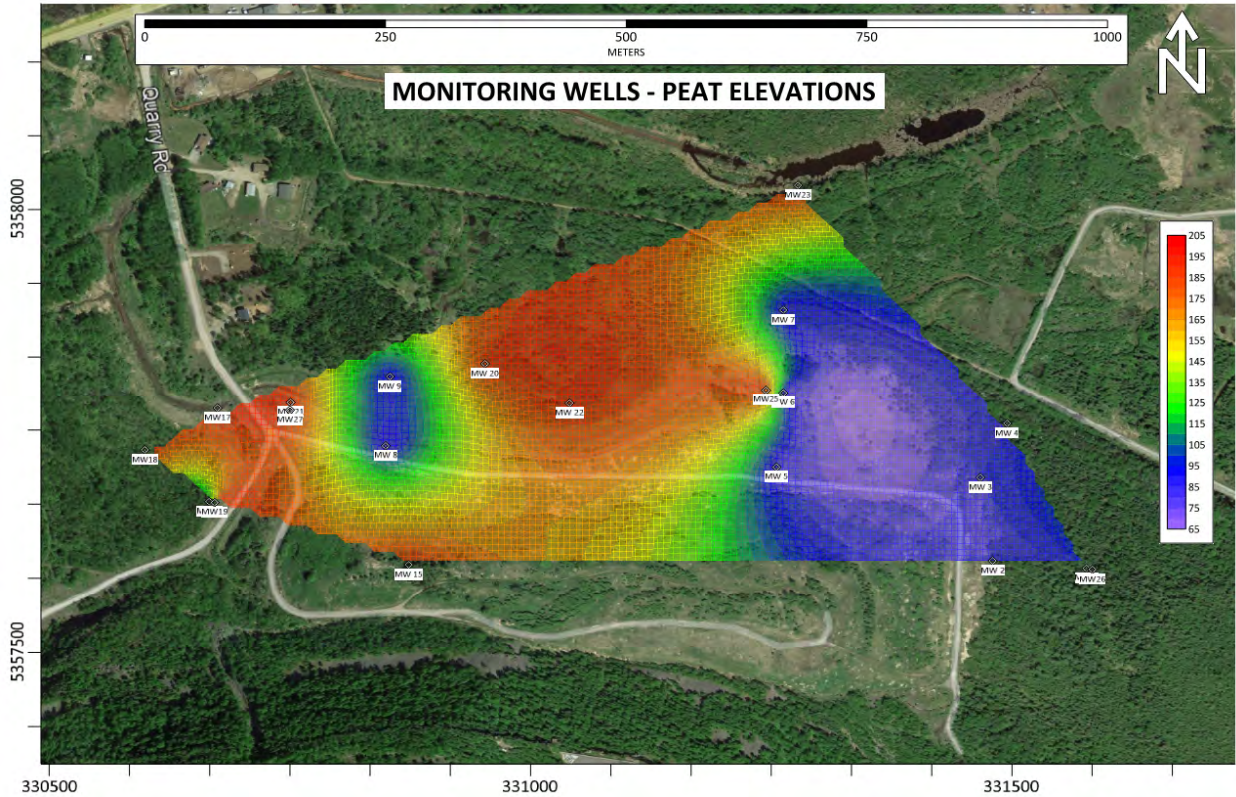 0 250 500 750 1000
METERS
N
MONITORING WELLS - PEAT ELEVATIONS
Quarry Rd
5358000
5357500
MW23
MW 7
MW 9
MW 20
MW 22
MW25
MW17
MW27
MW18
MW 8
MW 4
MW 5
MW 3
MW19
MW 15
MW 2
MW26
205
195
185
175
165
155
145
135
125
115
105
95
85
75
65
330500 331000 331500